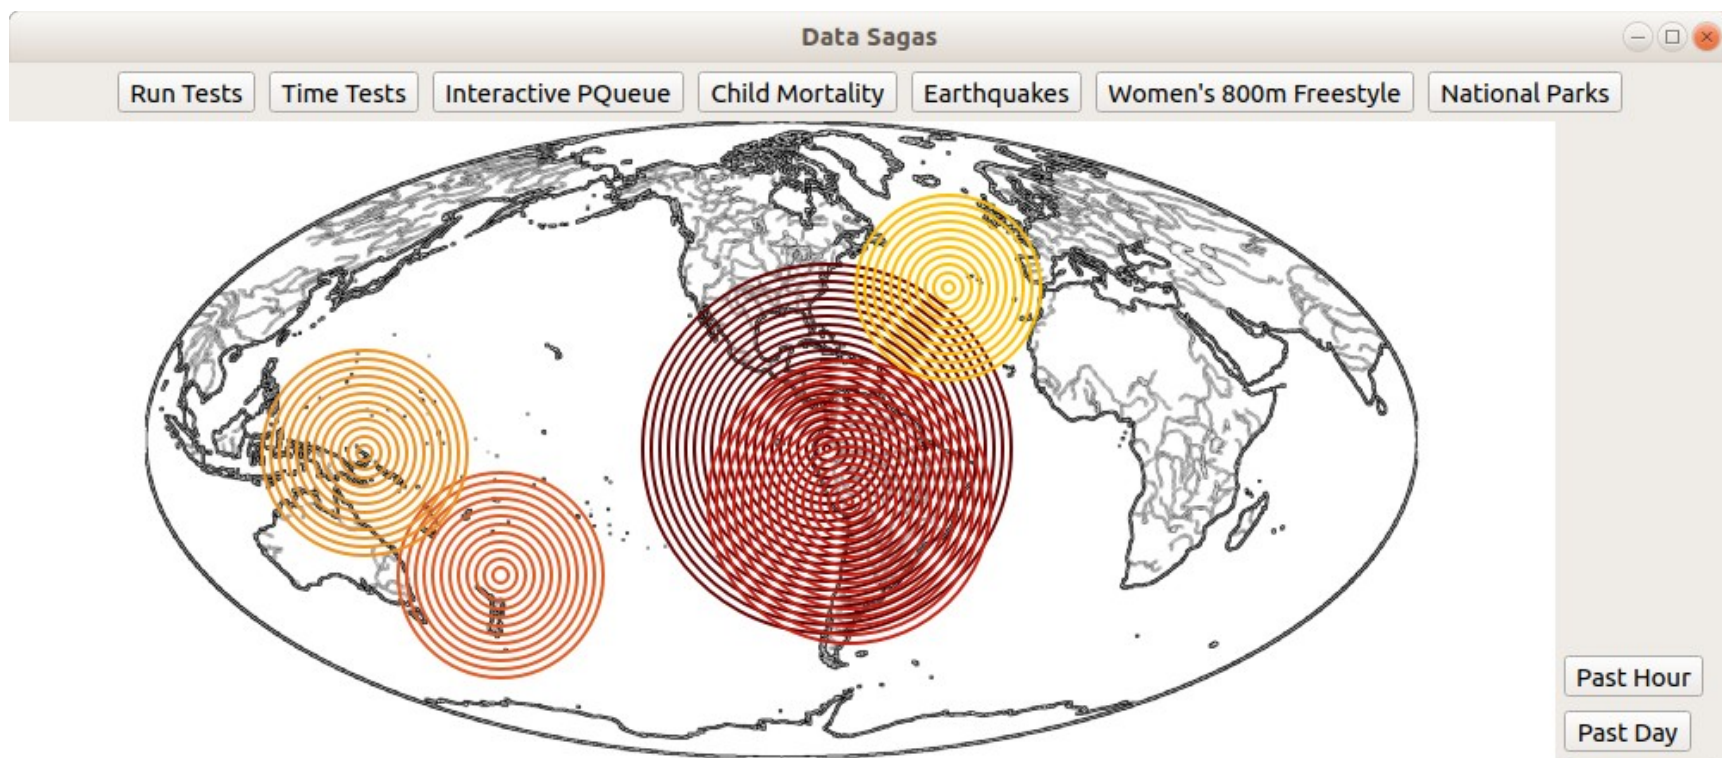 Data Sagas
Run Tests Time Tests Interactive PQueue Child Mortality Earthquakes Women's 800m Freestyle National Parks
Past Hour
Past Day